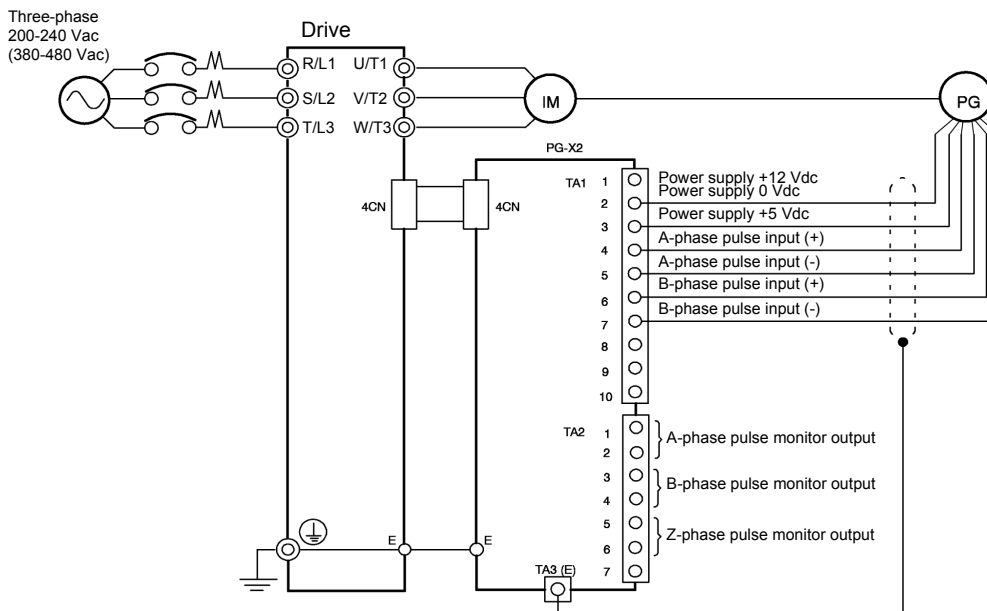 Three-phase
200-240 Vac
(380-480 Vac)
Drive
R/L1 U/T1
S/L2 V/T2
T/L3 W/T3
IM
PG
PG-X2
4CN
4CN
TA1
1 Power supply +12 Vdc
2 Power supply 0 Vdc
3 Power supply +5 Vdc
4 A-phase pulse input (+)
5 A-phase pulse input (-)
6 B-phase pulse input (+)
7 B-phase pulse input (-)
8
9
10
TA2
1
2
A-phase pulse monitor output
3
4
B-phase pulse monitor output
5
6
Z-phase pulse monitor output
7
E
E
TA3 (E)